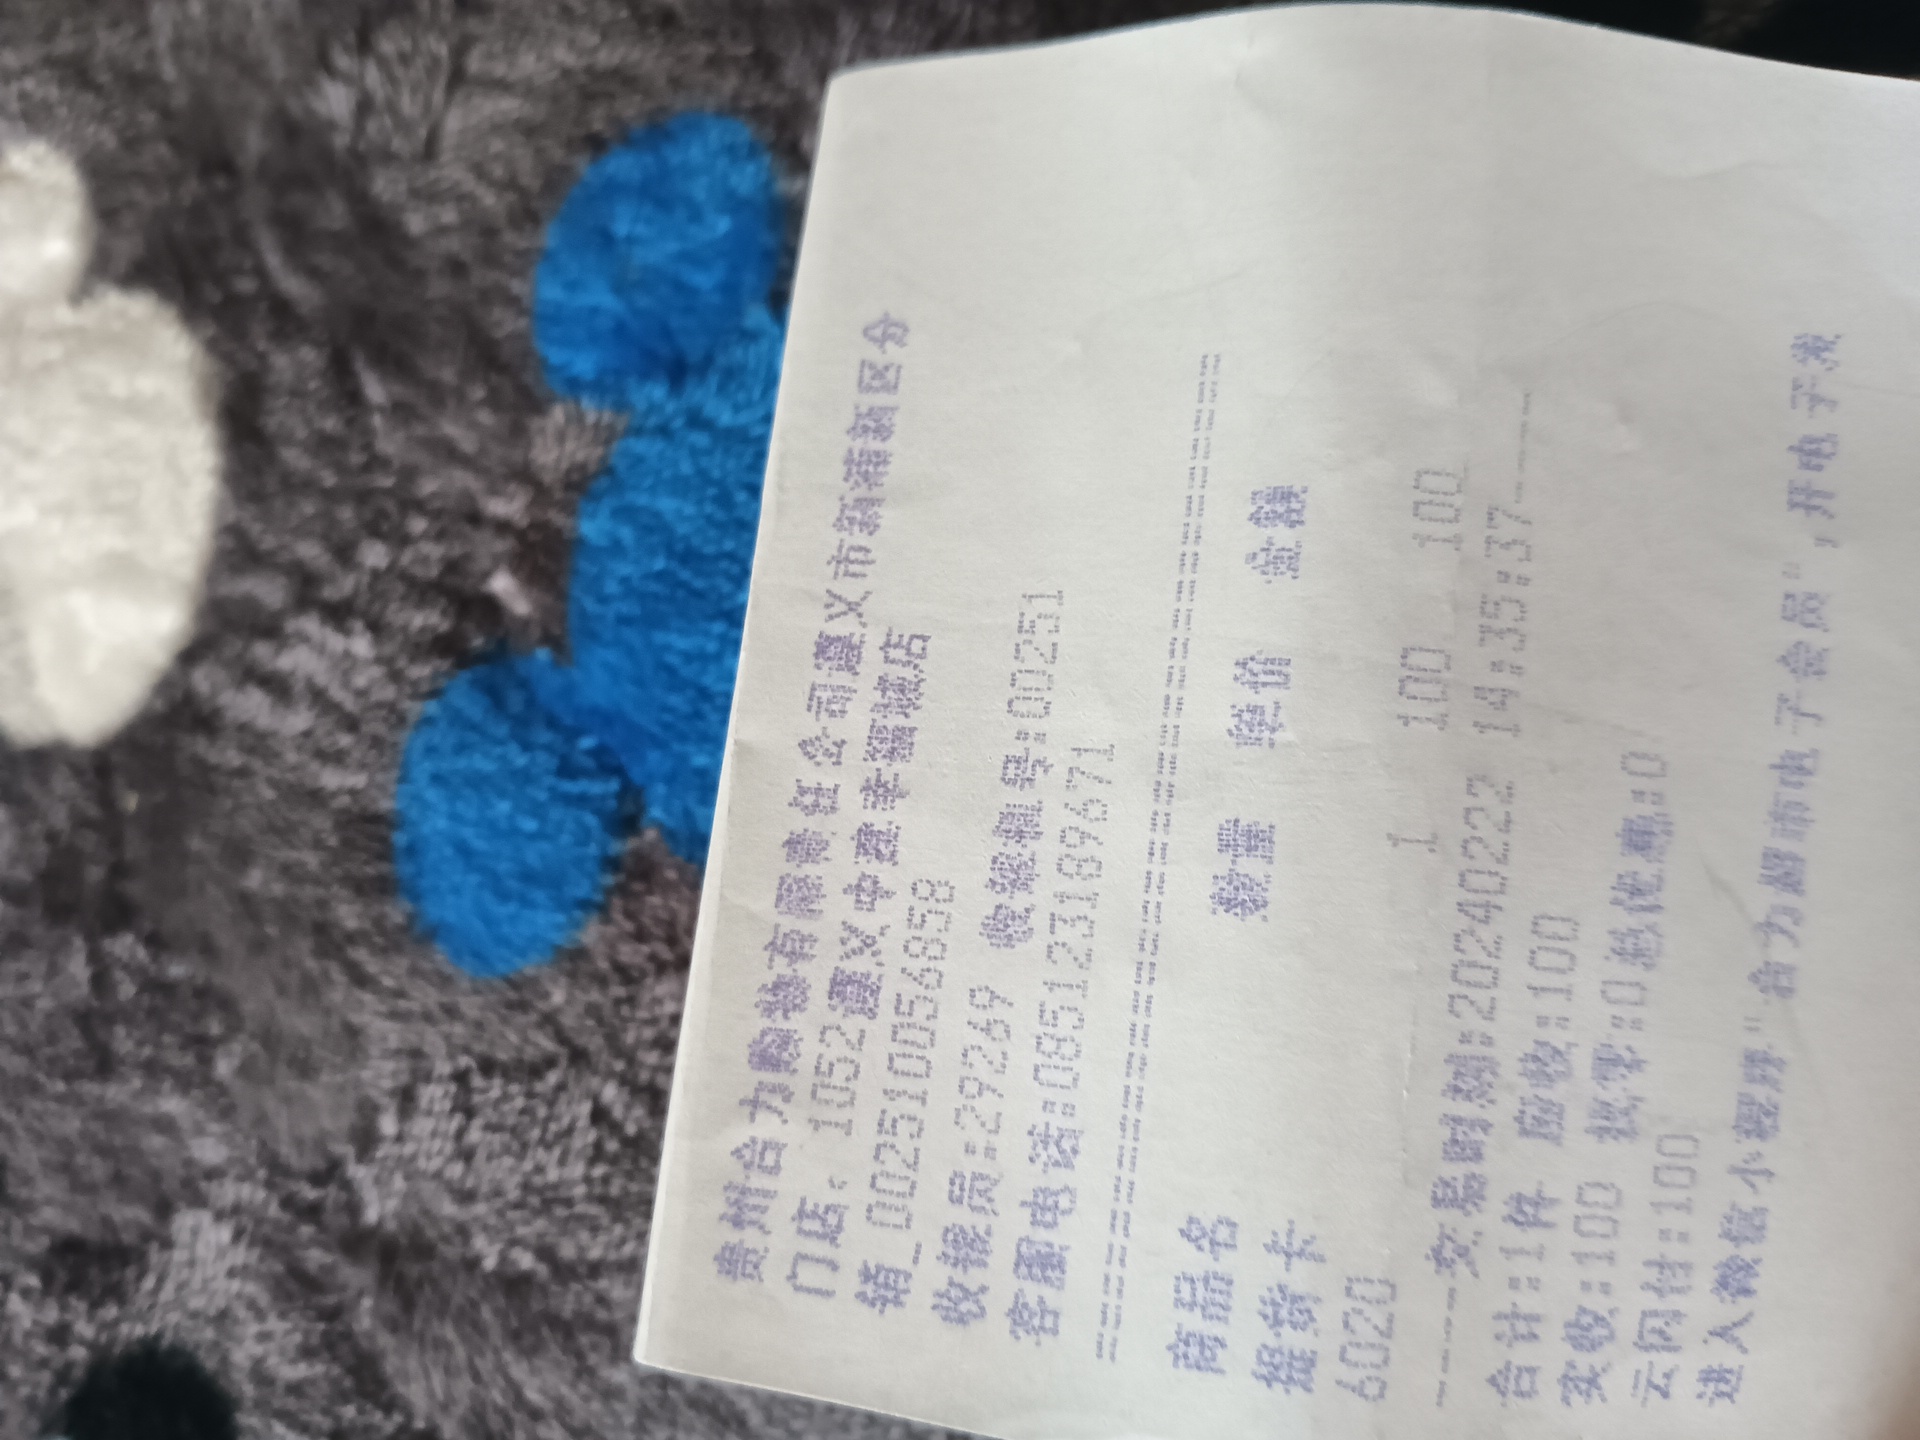 贵州合力购物有限责任公司遵义市新蒲新区分
门店: 1052遵义中建幸福城店
销_00251005​6858
收银员:29269 收银机号:00251
客服电话:085123189671
================================
商品名 数量 单价 金额
提货卡
6020 1 100 100
----交易时刻:20240222 14:35:37----
合计:1件 应收:100
实收:100 找零:0总优惠:0
云闪付:100
进入微信小程序"合力超市电子会员",开电子发